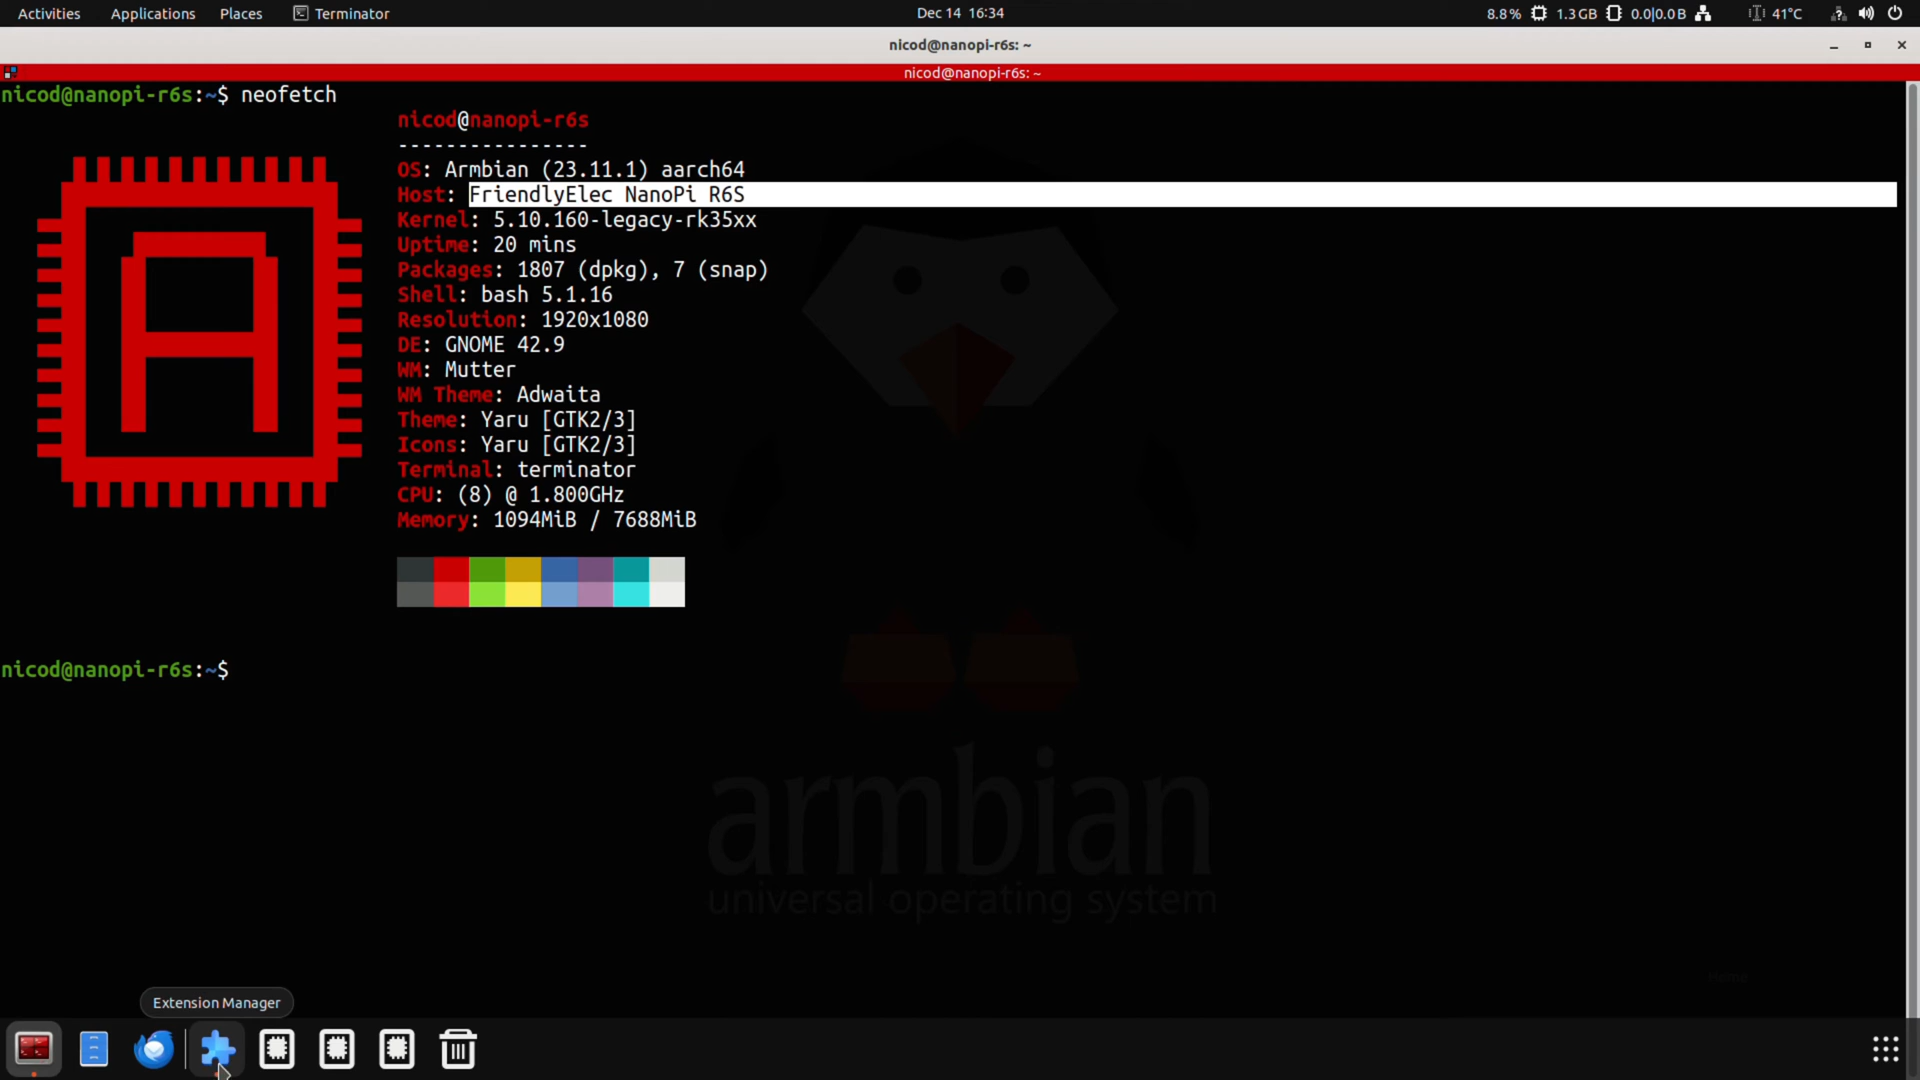 Activities Applications Places Terminator Dec 14 16:34 8.8% 1.3GB 0.0|0.0B 41°C
nicod@nanopi-r6s: ~
nicod@nanopi-r6s: ~
nicod@nanopi-r6s:~$ neofetch
nicod@nanopi-r6s
----------------
OS: Armbian (23.11.1) aarch64
Host: FriendlyElec NanoPi R6S
Kernel: 5.10.160-legacy-rk35xx
Uptime: 20 mins
Packages: 1807 (dpkg), 7 (snap)
Shell: bash 5.1.16
Resolution: 1920x1080
DE: GNOME 42.9
WM: Mutter
WM Theme: Adwaita
Theme: Yaru [GTK2/3]
Icons: Yaru [GTK2/3]
Terminal: terminator
CPU: (8) @ 1.800GHz
Memory: 1094MiB / 7688MiB
nicod@nanopi-r6s:~$
armbian
universal operating system
Home
Extension Manager